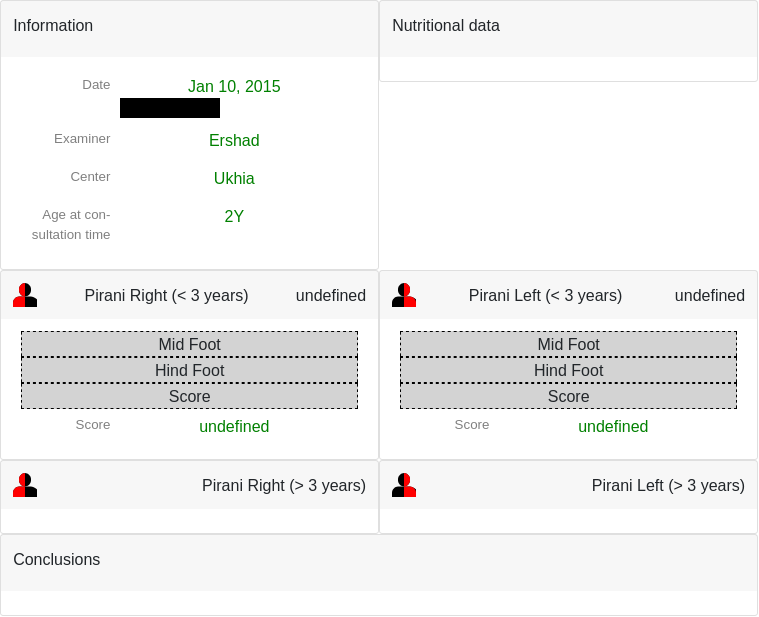 Information
Nutritional data
Date
Jan 10, 2015
Examiner
Ershad
Center
Ukhia
Age at con-
sultation time
2Y
Pirani Right (< 3 years)
undefined
Mid Foot
Hind Foot
Score
Score
undefined
Pirani Left (< 3 years)
undefined
Mid Foot
Hind Foot
Score
Score
undefined
Pirani Right (> 3 years)
Pirani Left (> 3 years)
Conclusions